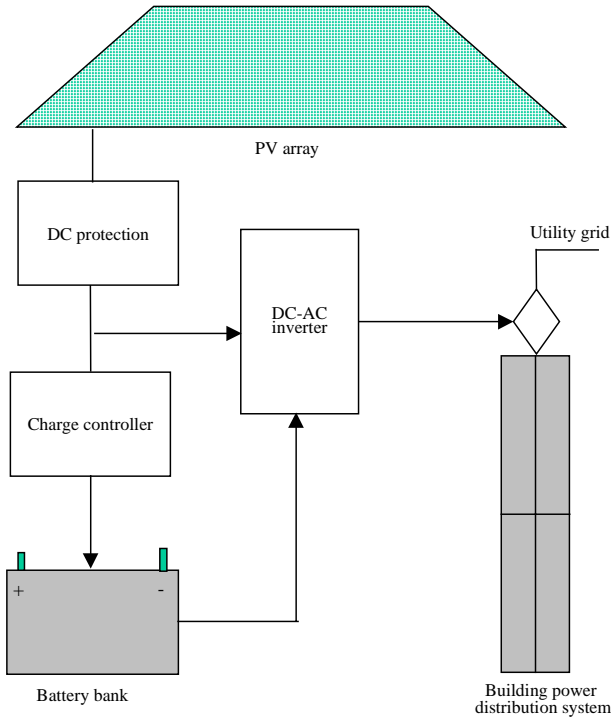 PV array
DC protection
Utility grid
DC-AC
inverter
Charge controller
+ -
Battery bank
Building power
distribution system